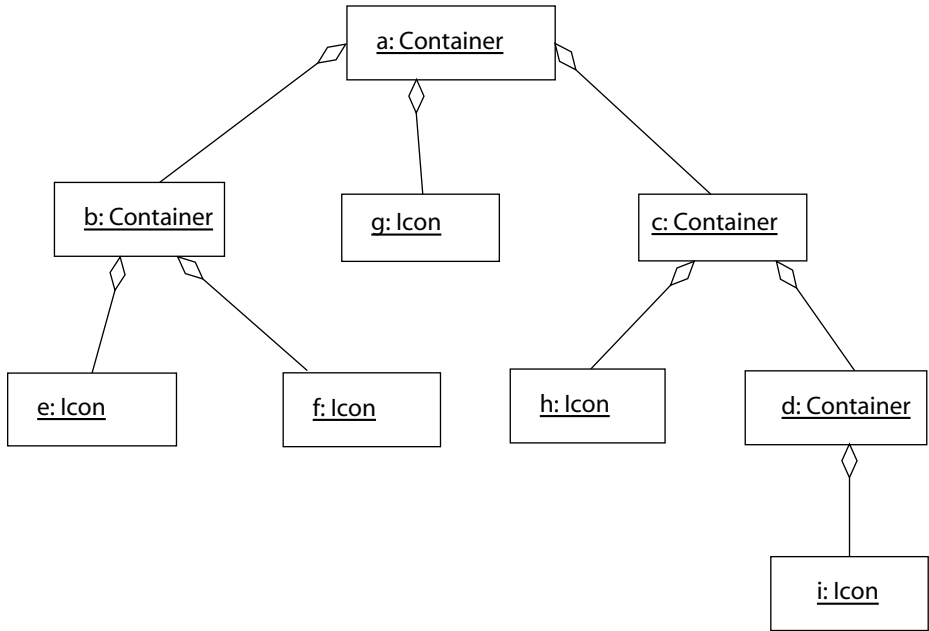 a: Container
b: Container
g: Icon
c: Container
e: Icon
f: Icon
h: Icon
d: Container
i: Icon